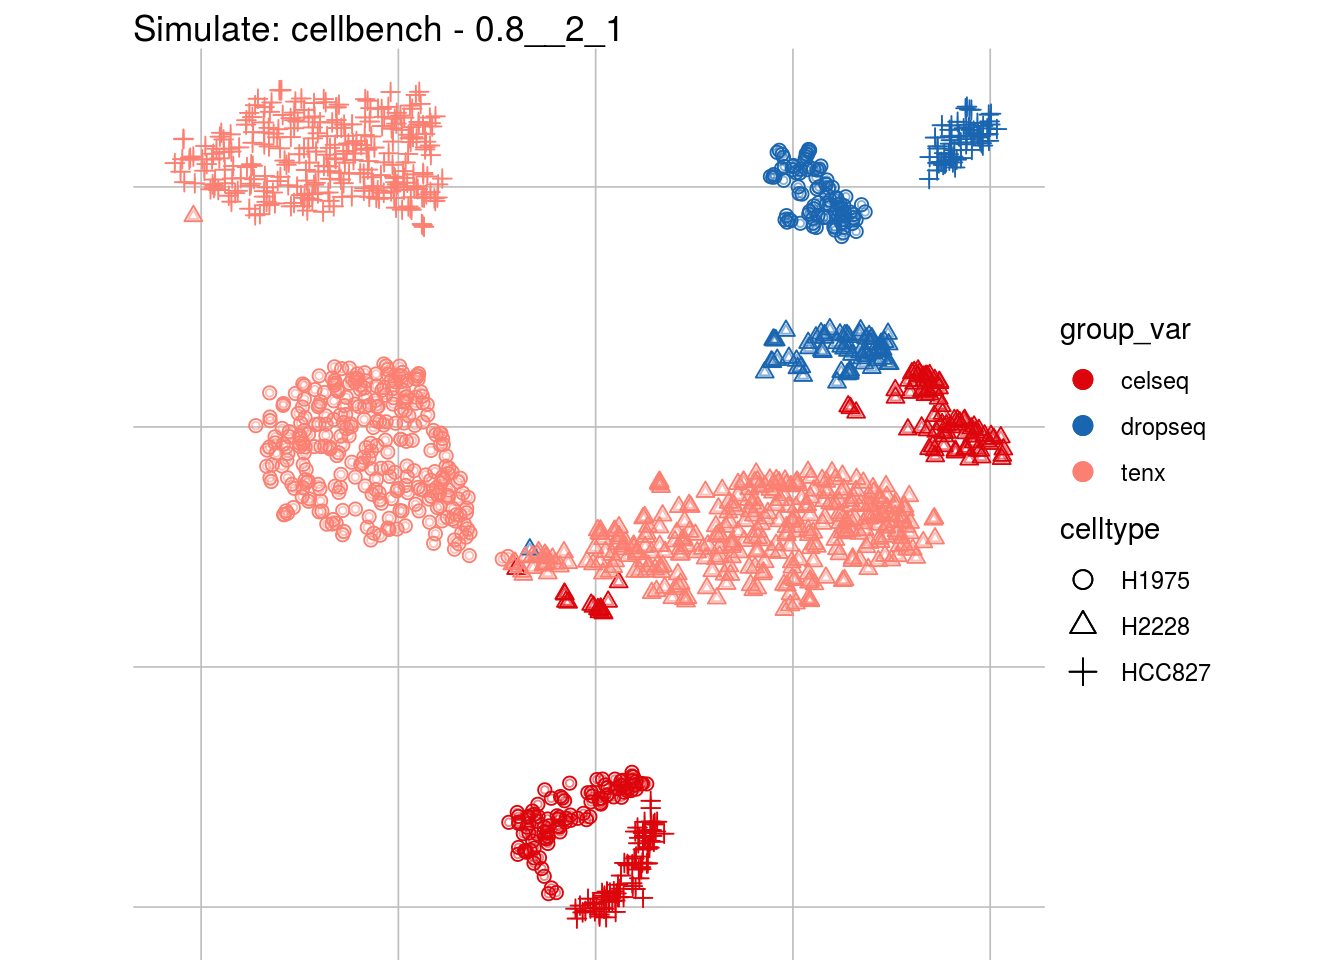 Simulate: cellbench - 0.8__2_1
group_var
celseq
dropseq
tenx
celltype
H1975
H2228
HCC827